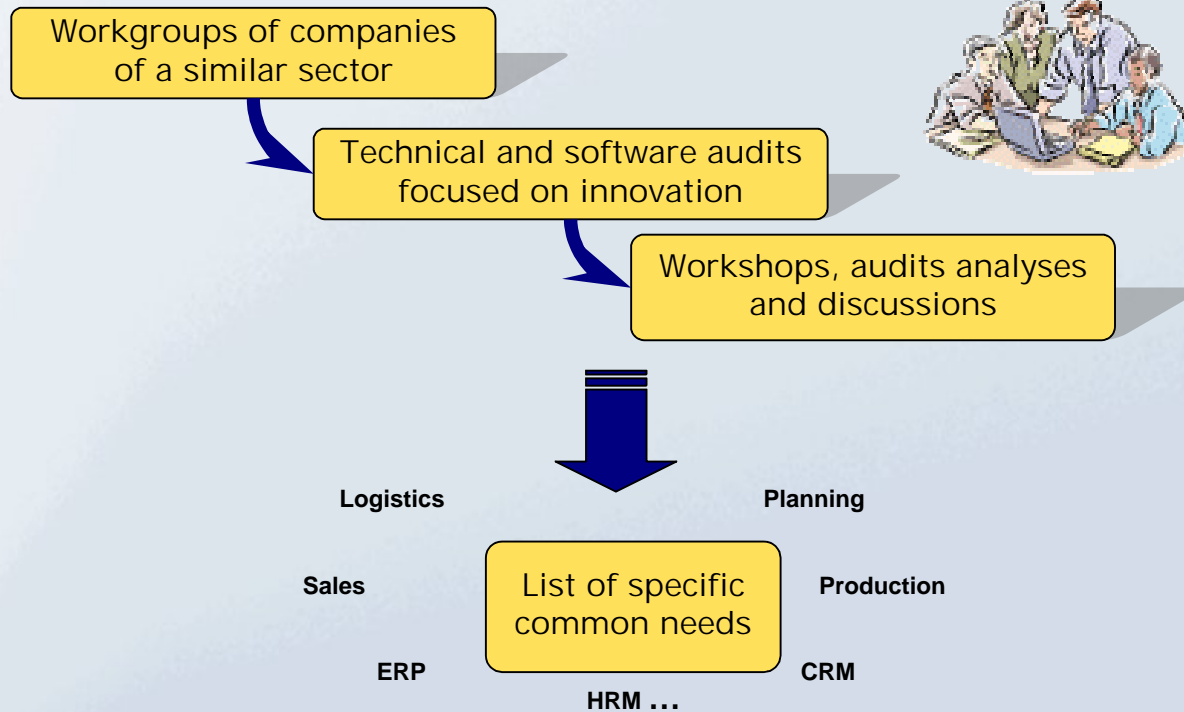 Workgroups of companies
of a similar sector
Technical and software audits
focused on innovation
Workshops, audits analyses
and discussions
Logistics
Planning
Sales
List of specific
common needs
Production
ERP
CRM
HRM ...